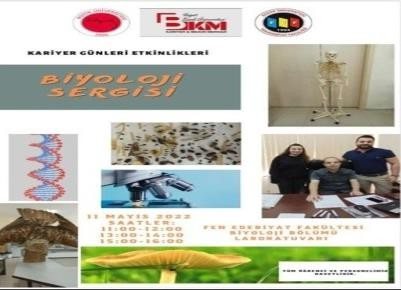 BKM
KARİYER GÜNLERİ ETKİNLİKLERİ
BİYOLOJİ
SERGİSİ
11 MAYIS 2022
SAATLER:
11:00-12:00
13:00-14:00
15:00-16:00
FEN EDEBİYAT FAKÜLTESİ
BİYOLOJİ BÖLÜMÜ
LABORATUVARI
TÜM ÖĞRENCİ VE PERSONELİMİZ
DAVETLİDİR.